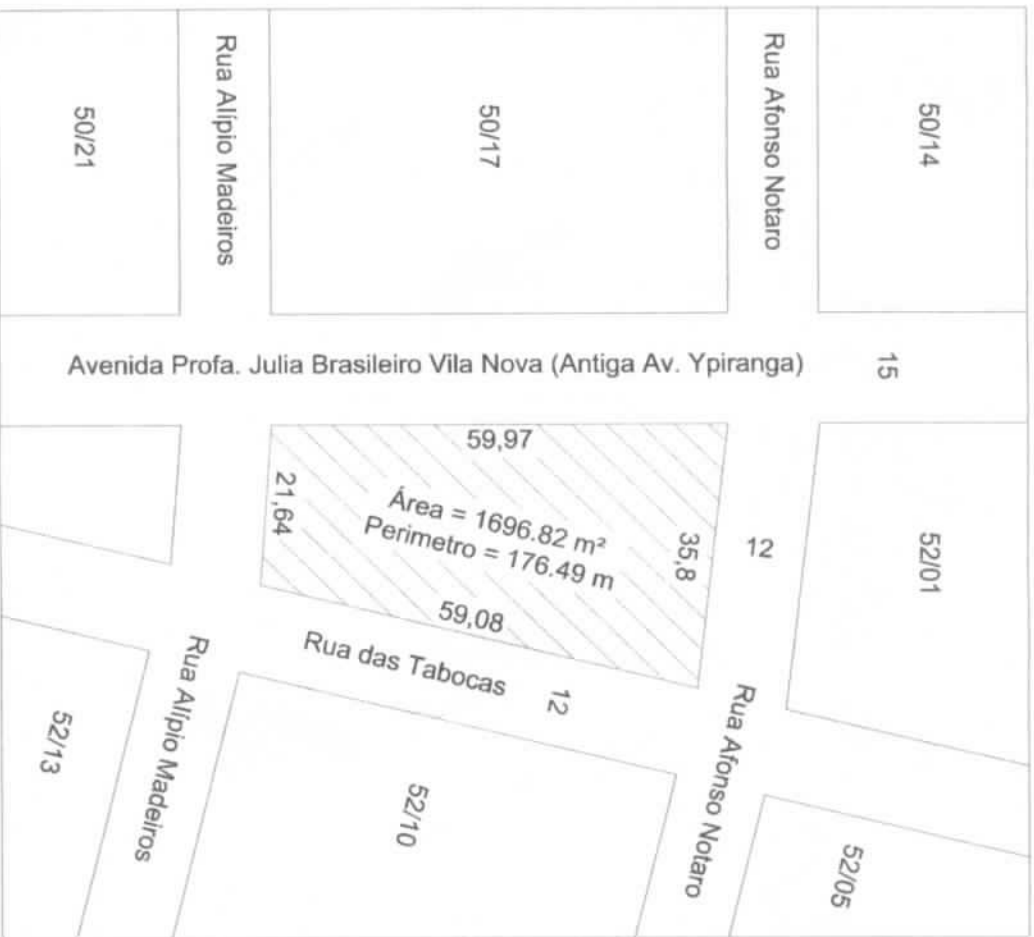 50/21
Rua Alípio Madeiros
50/17
Rua Afonso Notaro
50/14
Avenida Profa. Julia Brasileiro Vila Nova (Antiga Av. Ypiranga)
15
59,97
21,64
Área = 1696.82 m²
Perimetro = 176.49 m
35,8
12
52/01
59,08
Rua das Tabocas
12
Rua Alípio Madeiros
Rua Afonso Notaro
52/13
52/10
52/05